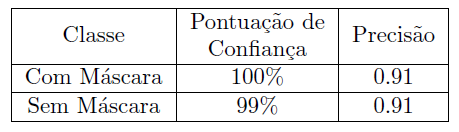 Classe Pontuação de Confiança Precisão
Com Máscara 100% 0.91
Sem Máscara 99% 0.91